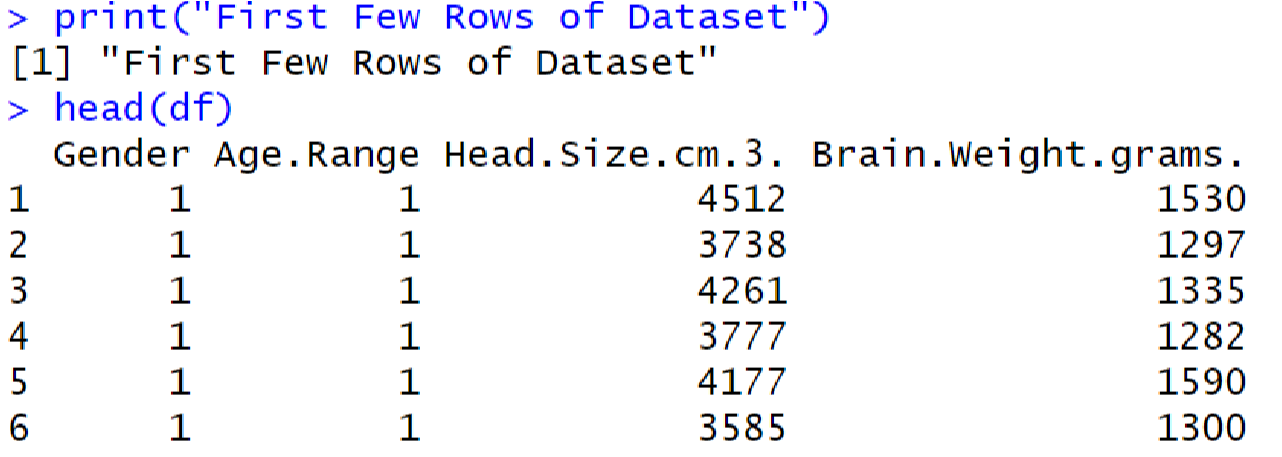 > print("First Few Rows of Dataset")
[1] "First Few Rows of Dataset"
> head(df)
  Gender Age.Range Head.Size.cm.3. Brain.Weight.grams.
1      1         1            4512                1530
2      1         1            3738                1297
3      1         1            4261                1335
4      1         1            3777                1282
5      1         1            4177                1590
6      1         1            3585                1300